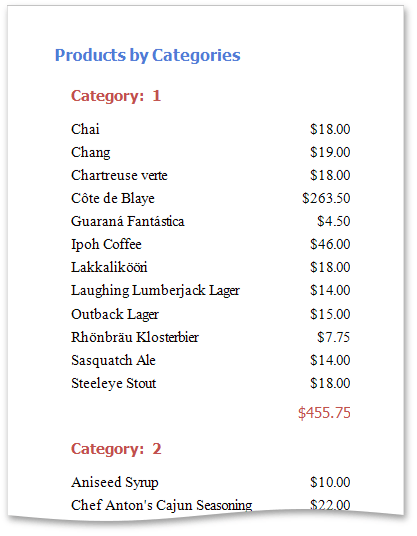 Products by Categories
Category: 1
Chai $18.00
Chang $19.00
Chartreuse verte $18.00
Côte de Blaye $263.50
Guaraná Fantástica $4.50
Ipoh Coffee $46.00
Lakkalikööri $18.00
Laughing Lumberjack Lager $14.00
Outback Lager $15.00
Rhönbräu Klosterbier $7.75
Sasquatch Ale $14.00
Steeleye Stout $18.00
$455.75
Category: 2
Aniseed Syrup $10.00
Chef Anton's Cajun Seasoning $22.00